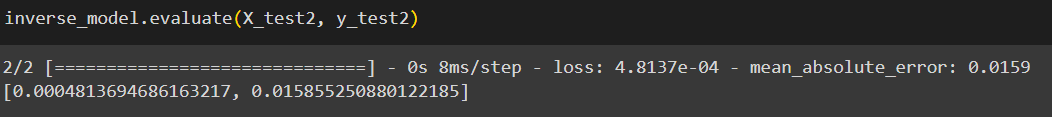 inverse_model.evaluate(X_test2, y_test2)
2/2 [==============================] - 0s 8ms/step - loss: 4.8137e-04 - mean_absolute_error: 0.0159
[0.0004813694686163217, 0.015855250880122185]